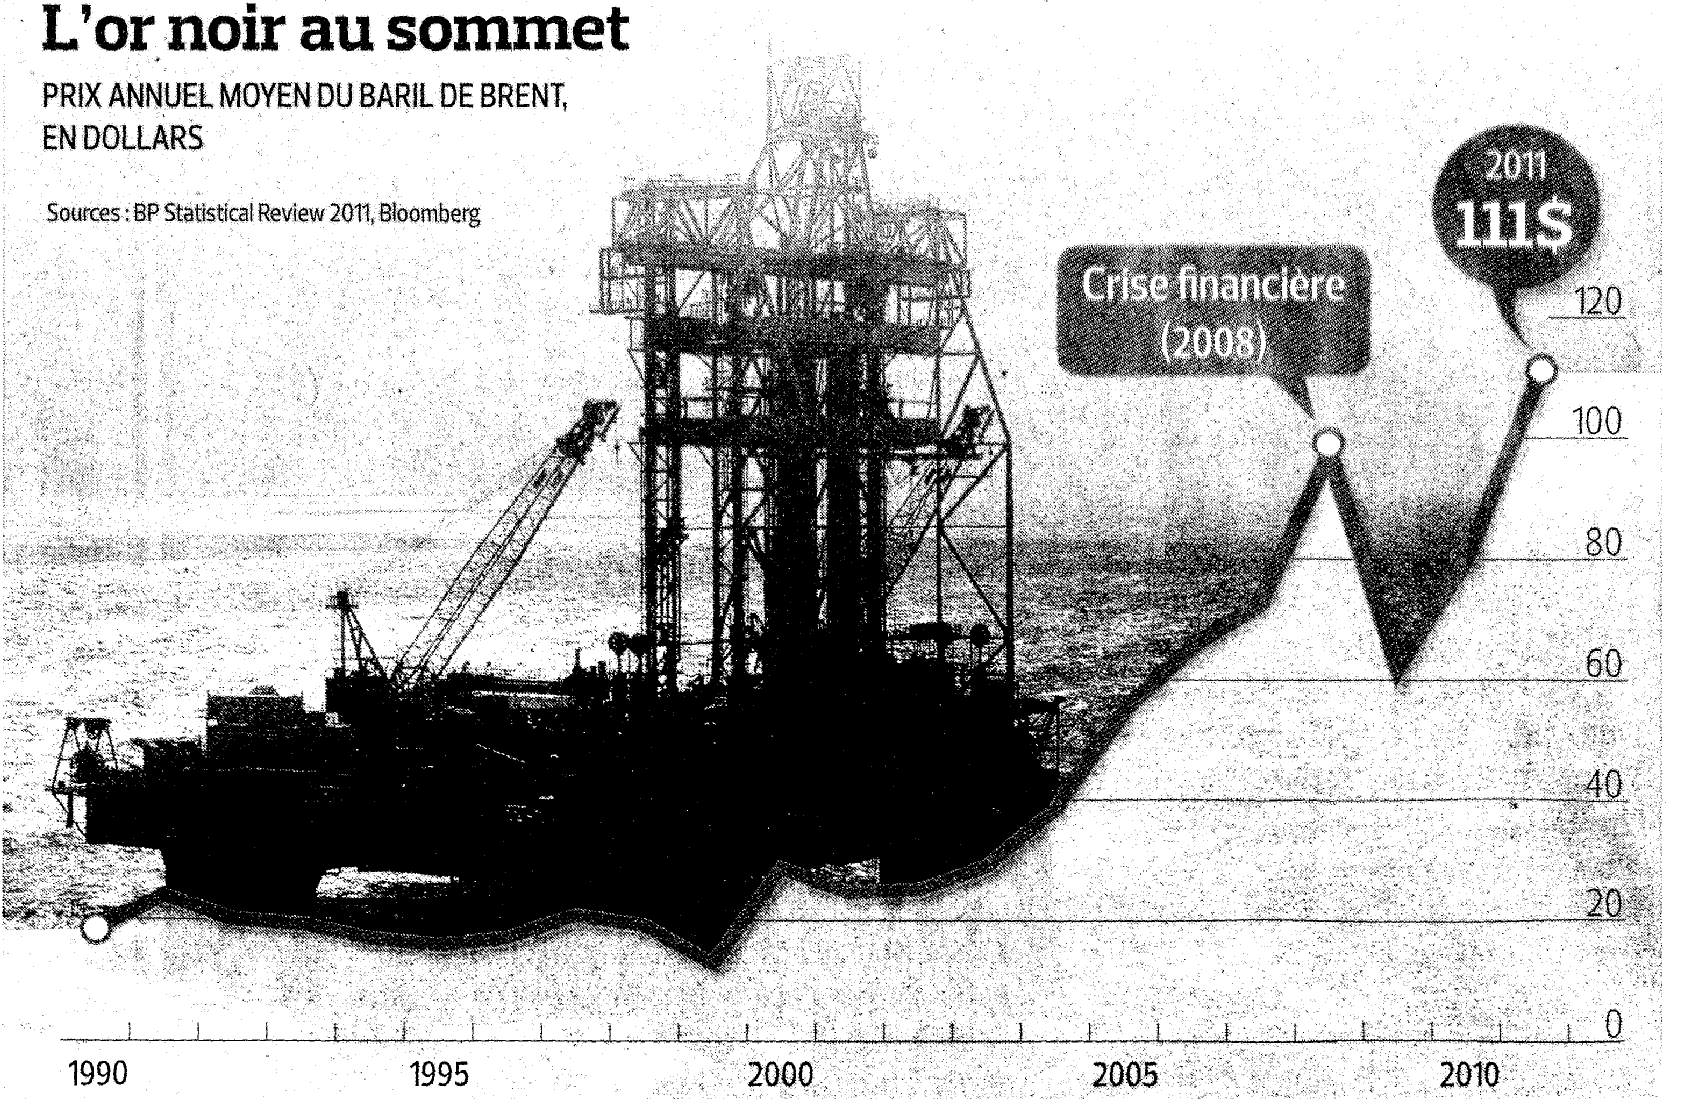 L'or noir au sommet
PRIX ANNUEL MOYEN DU BARIL DE BRENT,
EN DOLLARS
Sources : BP Statistical Review 2011, Bloomberg
2011
111$
Crise financière
(2008)
120
100
80
60
40
20
0
1990 1995 2000 2005 2010